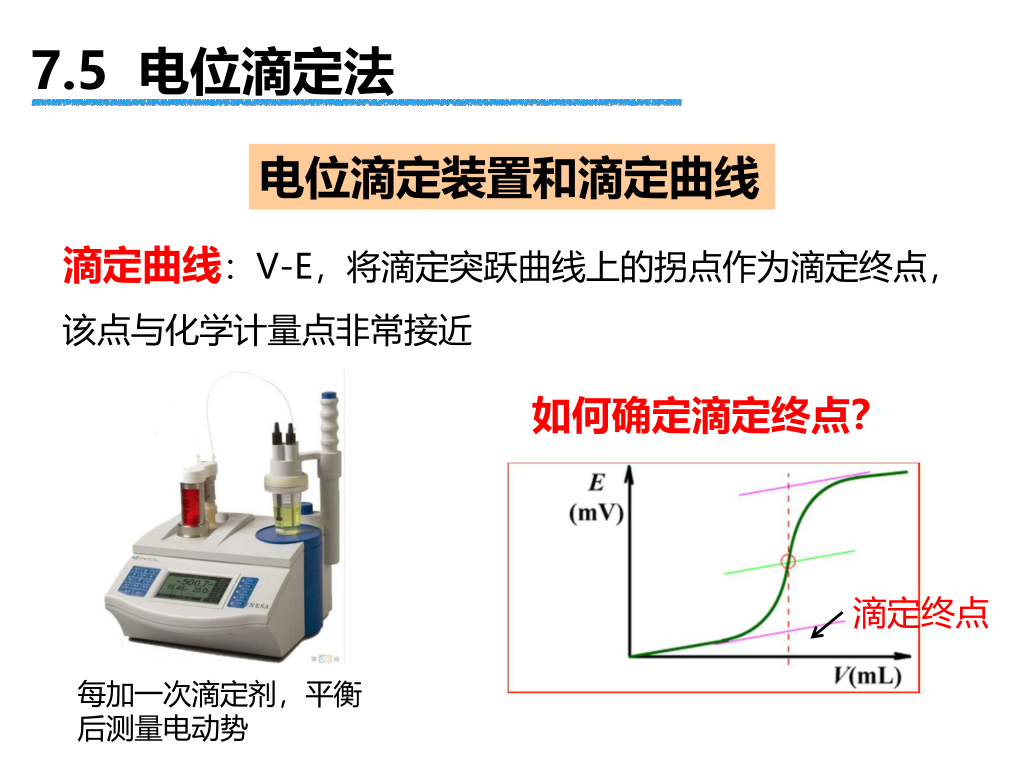 7.5 电位滴定法
电位滴定装置和滴定曲线
滴定曲线：V-E，将滴定突跃曲线上的拐点作为滴定终点，
该点与化学计量点非常接近
如何确定滴定终点？
E
(mV)
滴定终点
V(mL)
每加一次滴定剂，平衡
后测量电动势